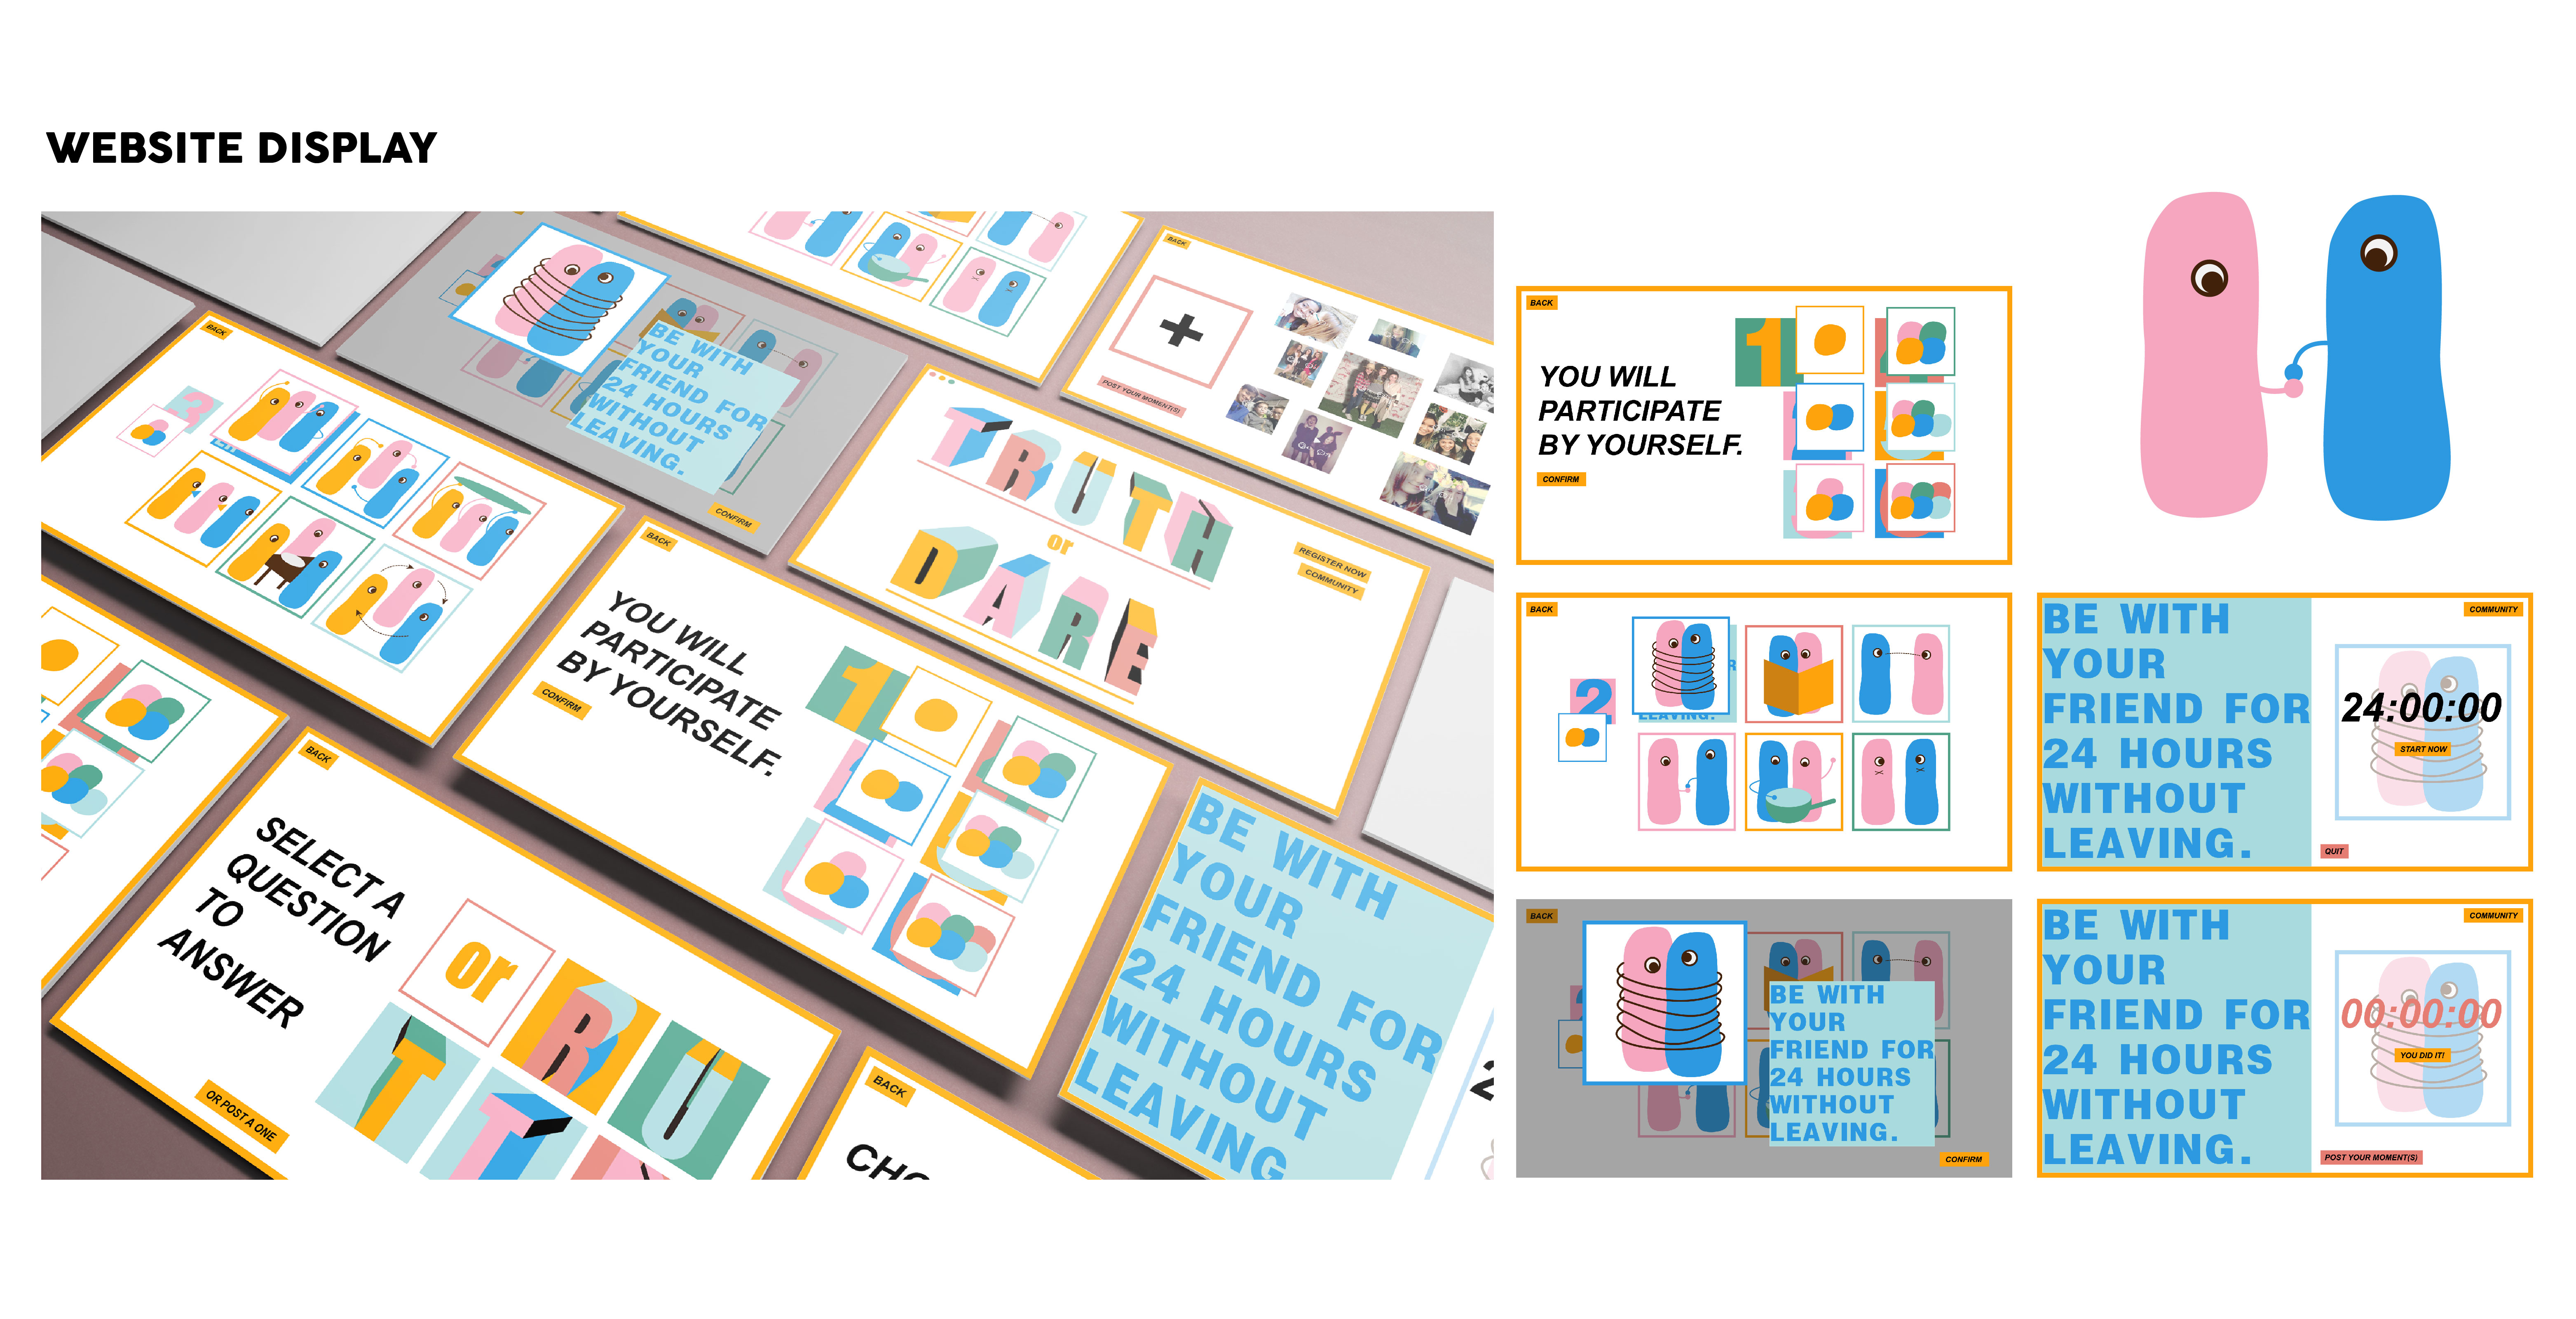 WEBSITE DISPLAY
BACK
3
BE WITH
YOUR
FRIEND FOR
24 HOURS
WITHOUT
LEAVING.
CONFIRM
BACK
+
POST YOUR MOMENT(S)
TRUTH
or
DARE
REGISTER NOW
COMMUNITY
BACK
YOU WILL
PARTICIPATE
BY YOURSELF.
CONFIRM
1
BACK
SELECT A
QUESTION
TO
ANSWER
OR POST A ONE
or
R
U
T
T
BACK
BE WITH
YOUR
FRIEND FOR
24 HOURS
WITHOUT
LEAVING
BACK
YOU WILL
PARTICIPATE
BY YOURSELF.
CONFIRM
1
BACK
2
LEAVING.
BACK
BE WITH
YOUR
FRIEND FOR
24 HOURS
WITHOUT
LEAVING.
CONFIRM
BE WITH
YOUR
FRIEND FOR
24 HOURS
WITHOUT
LEAVING.
COMMUNITY
24:00:00
START NOW
QUIT
BE WITH
YOUR
FRIEND FOR
24 HOURS
WITHOUT
LEAVING.
COMMUNITY
00:00:00
YOU DID IT!
POST YOUR MOMENT(S)